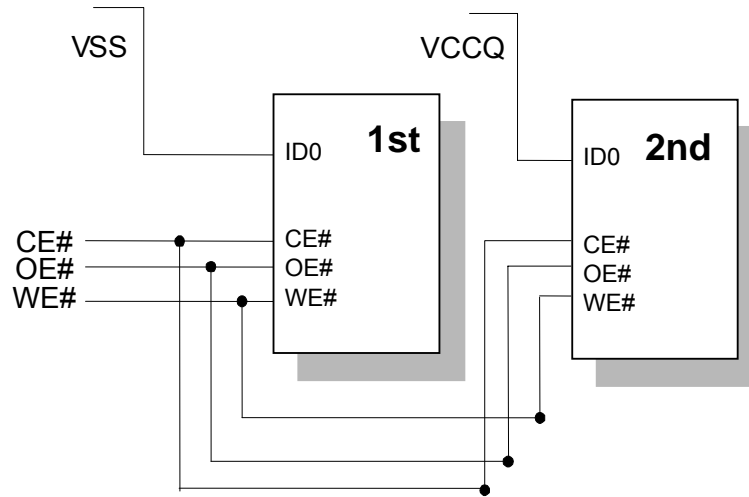 VSS
VCCQ
1st
ID0
CE#
OE#
WE#
2nd
ID0
CE#
OE#
WE#
CE#
OE#
WE#